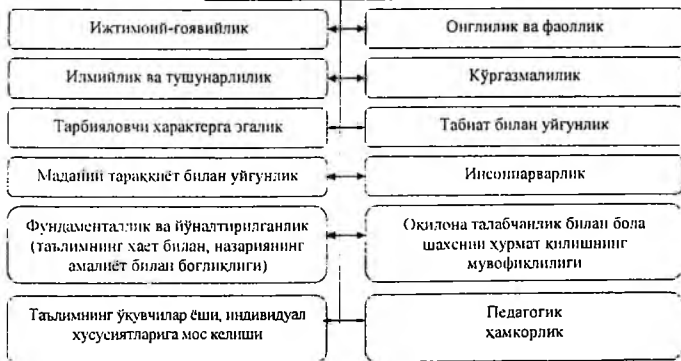 Ижтимоий-ғоявийлик
Онглилик ва фаоллик
Илмийлик ва тушунарлилик
Кўргазмалилик
Тарбияловчи характерга эгалик
Табиат билан уйғунлик
Маданий тараққиёт билан уйғунлик
Инсонпарварлик
Фундаменталлик ва йўналтирилганлик
(таълимнинг ҳаёт билан, назариянинг
амалиёт билан боғлиқлиги)
Оқилона талабчанлик билан бола
шахсини ҳурмат қилишнинг
мувофиқлилиги
Таълимнинг ўқувчилар ёши, индивидуал
хусусиятларига мос келиши
Педагогик
ҳамкорлик